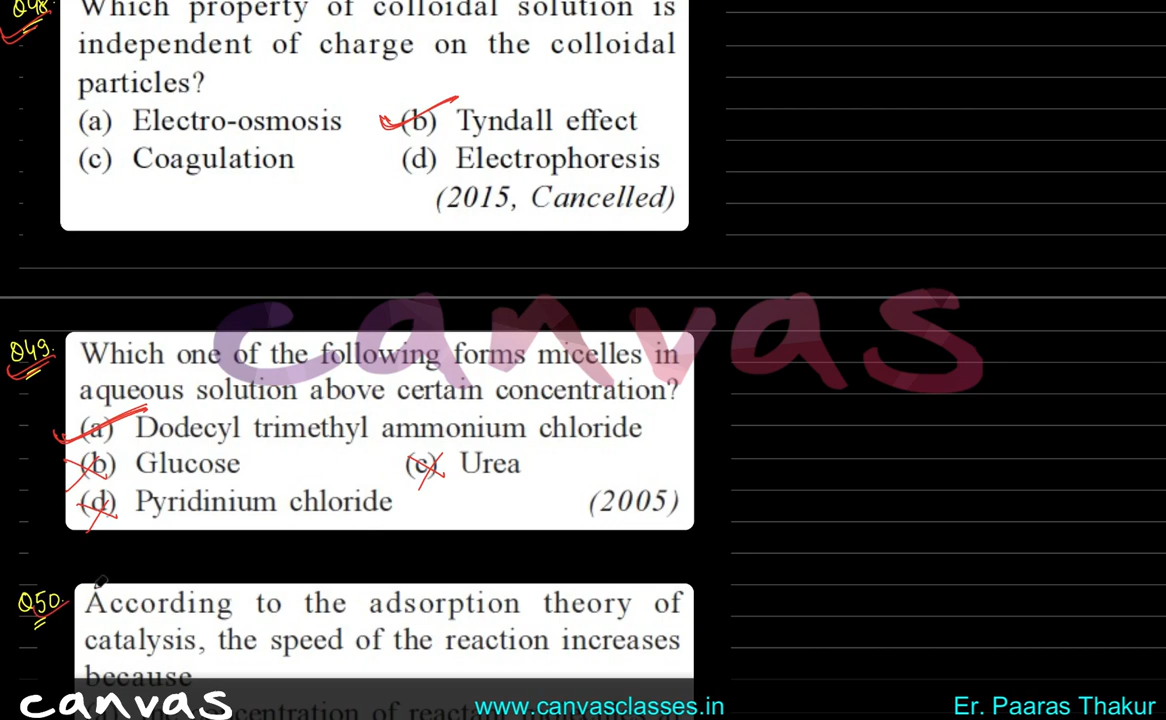 Q48.
Which property of colloidal solution is
independent of charge on the colloidal
particles?
(a) Electro-osmosis (b) Tyndall effect
(c) Coagulation (d) Electrophoresis
(2015, Cancelled)
canvas
Q49.
Which one of the following forms micelles in
aqueous solution above certain concentration?
(a) Dodecyl trimethyl ammonium chloride
(b) Glucose (c) Urea
(d) Pyridinium chloride (2005)
Q50.
According to the adsorption theory of
catalysis, the speed of the reaction increases
because
concentration of reactant
canvas
www.canvasclasses.in
Er. Paaras Thakur